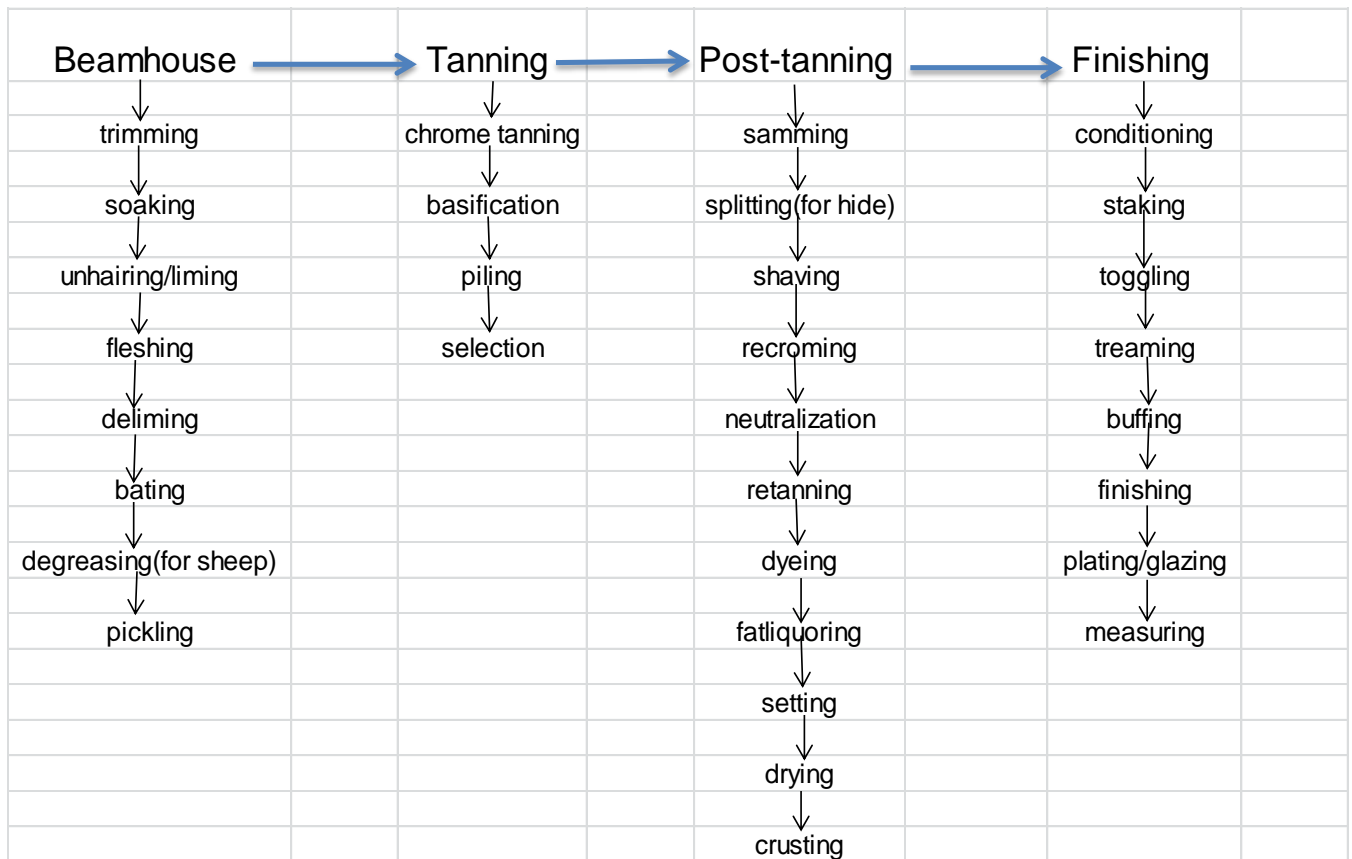 Beamhouse
Tanning
Post-tanning
Finishing
trimming
chrome tanning
samming
conditioning
soaking
basification
splitting(for hide)
staking
unhairing/liming
piling
shaving
toggling
fleshing
selection
recroming
treaming
deliming
neutralization
buffing
bating
retanning
finishing
degreasing(for sheep)
dyeing
plating/glazing
pickling
fatliquoring
measuring
setting
drying
crusting